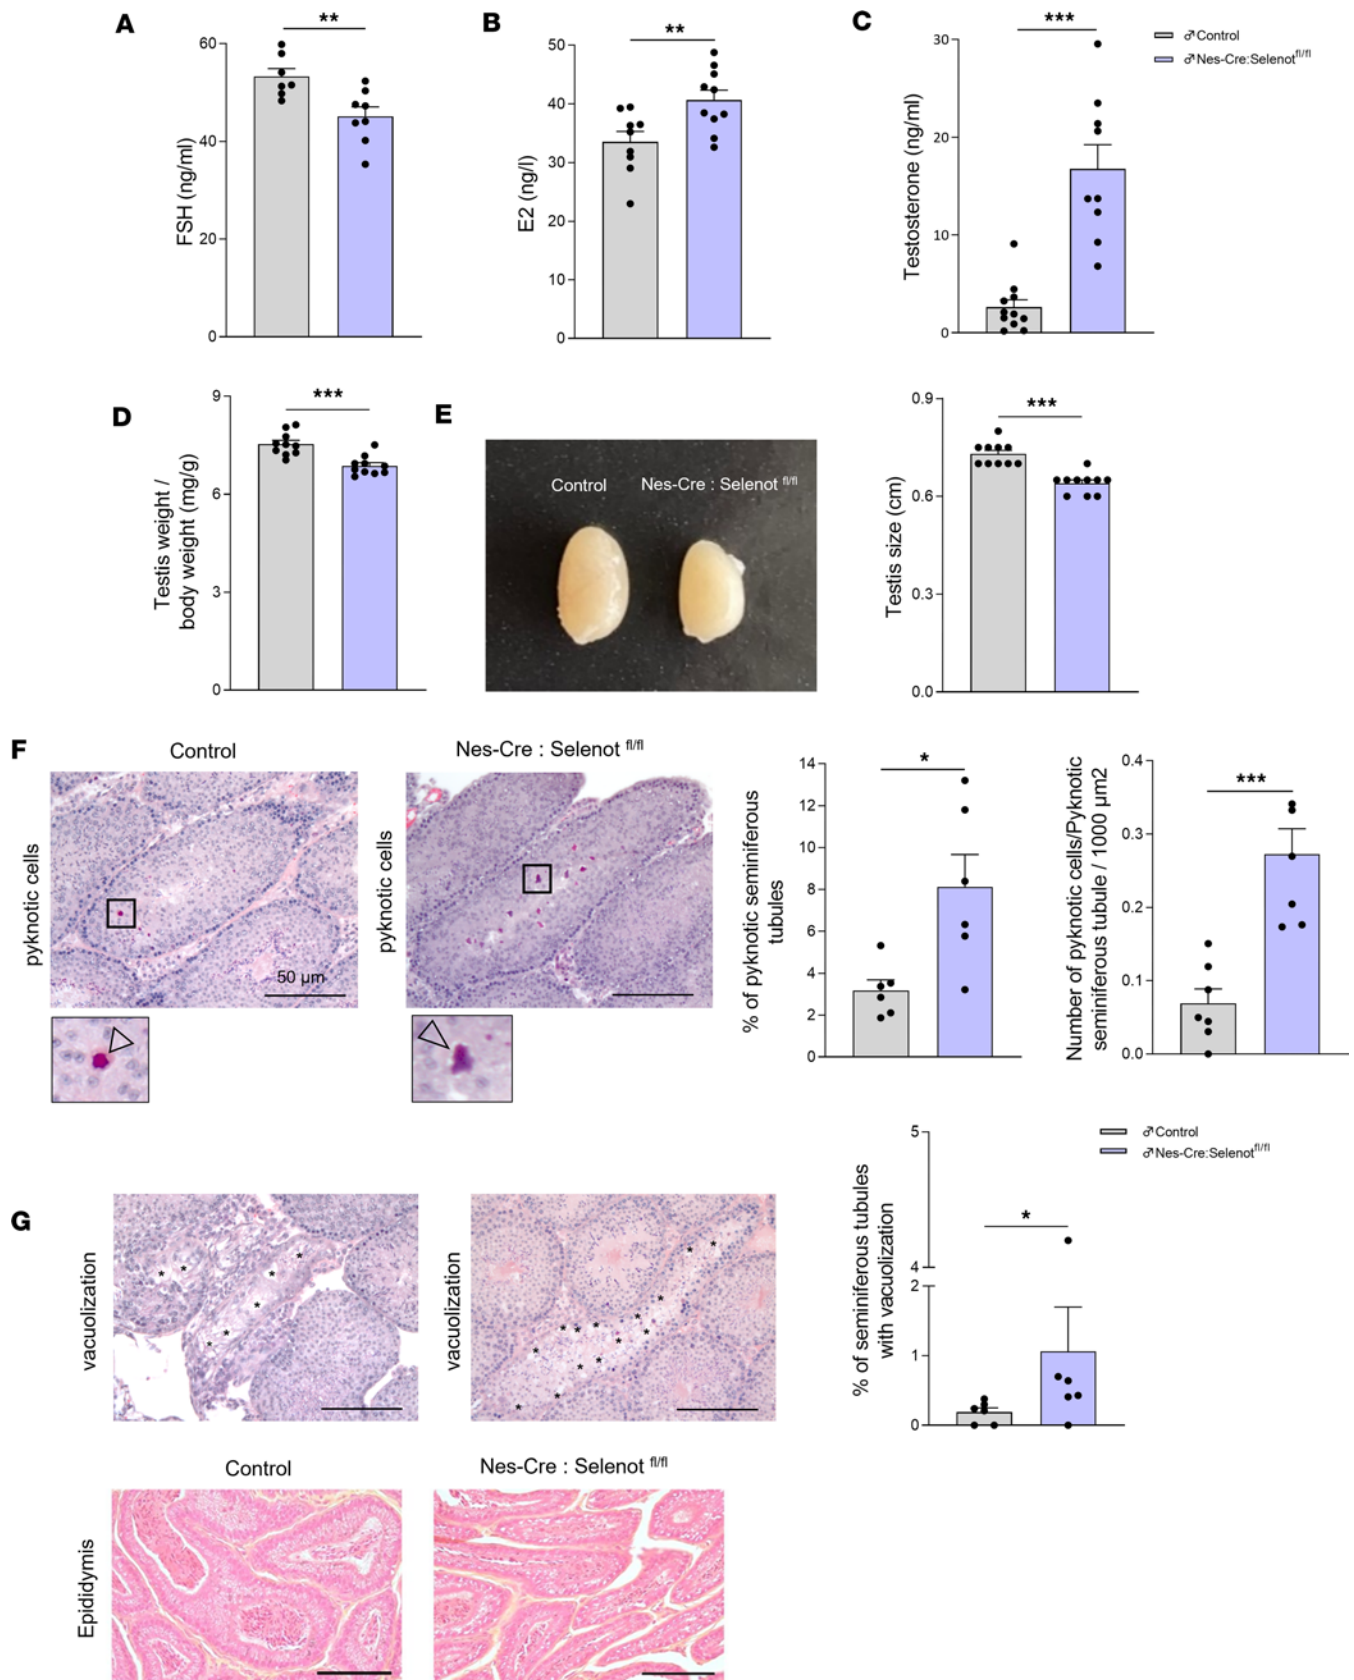 A
**
FSH (ng/ml)
60
40
20
0
B
**
E2 (ng/l)
50
40
30
20
10
0
C
***
Testosterone (ng/ml)
30
20
10
0
♂Control
♂Nes-Cre:Selenot fl/fl
D
***
Testis weight /
body weight (mg/g)
9
6
3
0
E
Control
Nes-Cre : Selenot fl/fl
***
Testis size (cm)
0.9
0.6
0.3
0.0
F
Control
Nes-Cre : Selenot fl/fl
pyknotic cells
50 µm
pyknotic cells
*
% of pyknotic seminiferous
tubules
14
12
10
8
6
4
2
0
***
Number of pyknotic cells/Pyknotic
seminiferous tubule / 1000 µm2
0.4
0.3
0.2
0.1
0.0
G
vacuolization
vacuolization
*
% of seminiferous tubules
with vacuolization
5
4
2
1
0
♂Control
♂Nes-Cre:Selenot fl/fl
Control
Nes-Cre : Selenot fl/fl
Epididymis